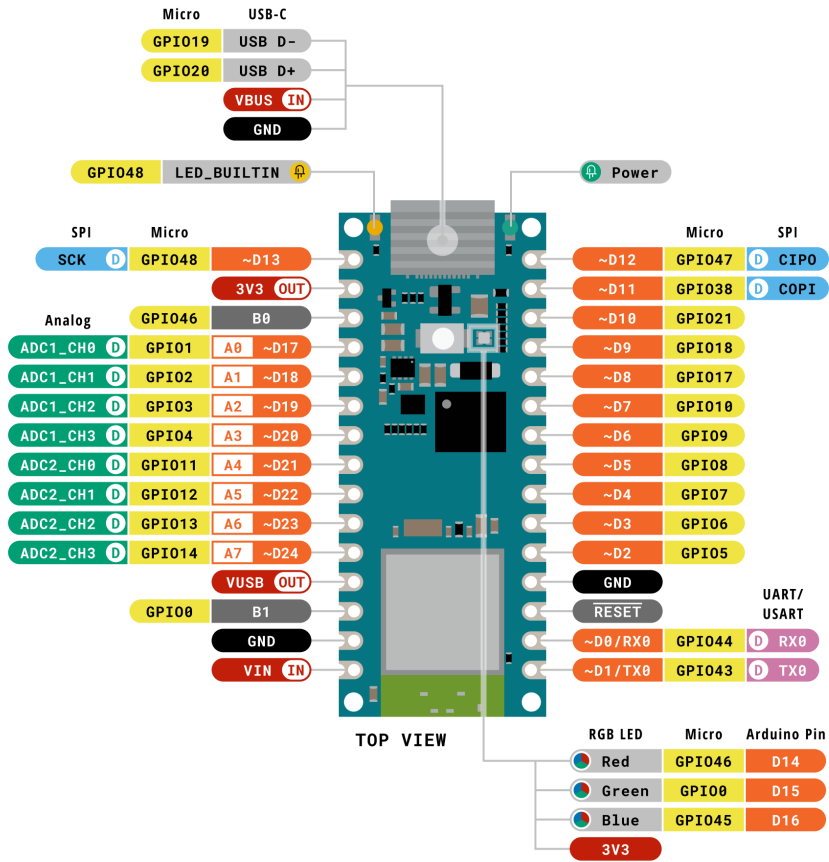 Micro USB-C
GPIO19 USB D-
GPIO20 USB D+
VBUS IN
GND
GPIO48 LED_BUILTIN
Power
SPI Micro
SCK D GPIO48 ~D13
3V3 OUT
GPIO46 B0
Analog
ADC1_CH0 D GPIO1 A0 ~D17
ADC1_CH1 D GPIO2 A1 ~D18
ADC1_CH2 D GPIO3 A2 ~D19
ADC1_CH3 D GPIO4 A3 ~D20
ADC2_CH0 D GPIO11 A4 ~D21
ADC2_CH1 D GPIO12 A5 ~D22
ADC2_CH2 D GPIO13 A6 ~D23
ADC2_CH3 D GPIO14 A7 ~D24
VUSB OUT
GPIO0 B1
GND
VIN IN
Micro SPI
~D12 GPIO47 D CIPO
~D11 GPIO38 D COPI
~D10 GPIO21
~D9 GPIO18
~D8 GPIO17
~D7 GPIO10
~D6 GPIO9
~D5 GPIO8
~D4 GPIO7
~D3 GPIO6
~D2 GPIO5
GND
RESET
UART/
USART
~D0/RX0 GPIO44 D RX0
~D1/TX0 GPIO43 D TX0
TOP VIEW
RGB LED Micro Arduino Pin
Red GPIO46 D14
Green GPIO0 D15
Blue GPIO45 D16
3V3